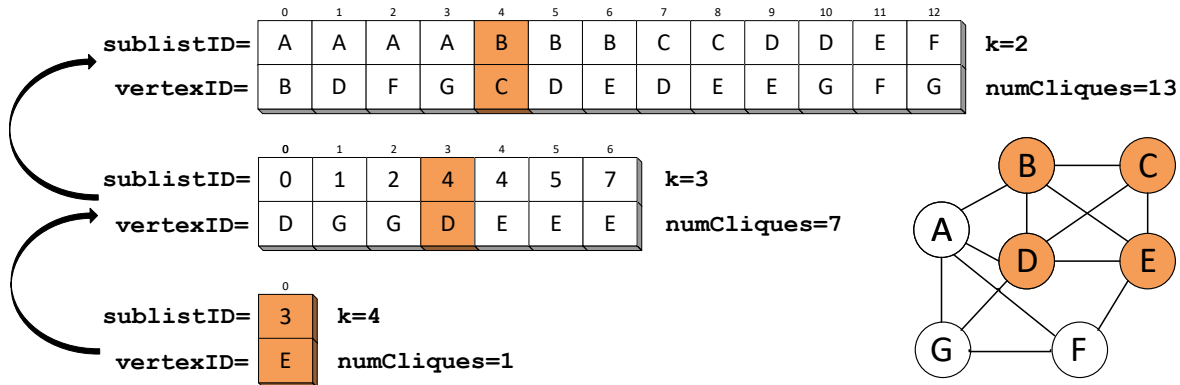 0 1 2 3 4 5 6 7 8 9 10 11 12
sublistID= A A A A B B B C C D D E F k=2
vertexID= B D F G C D E D E E G F G numCliques=13
0 1 2 3 4 5 6
sublistID= 0 1 2 4 4 5 7 k=3
vertexID= D G G D E E E numCliques=7
0
sublistID= 3 k=4
vertexID= E numCliques=1
B C
A
D E
G F